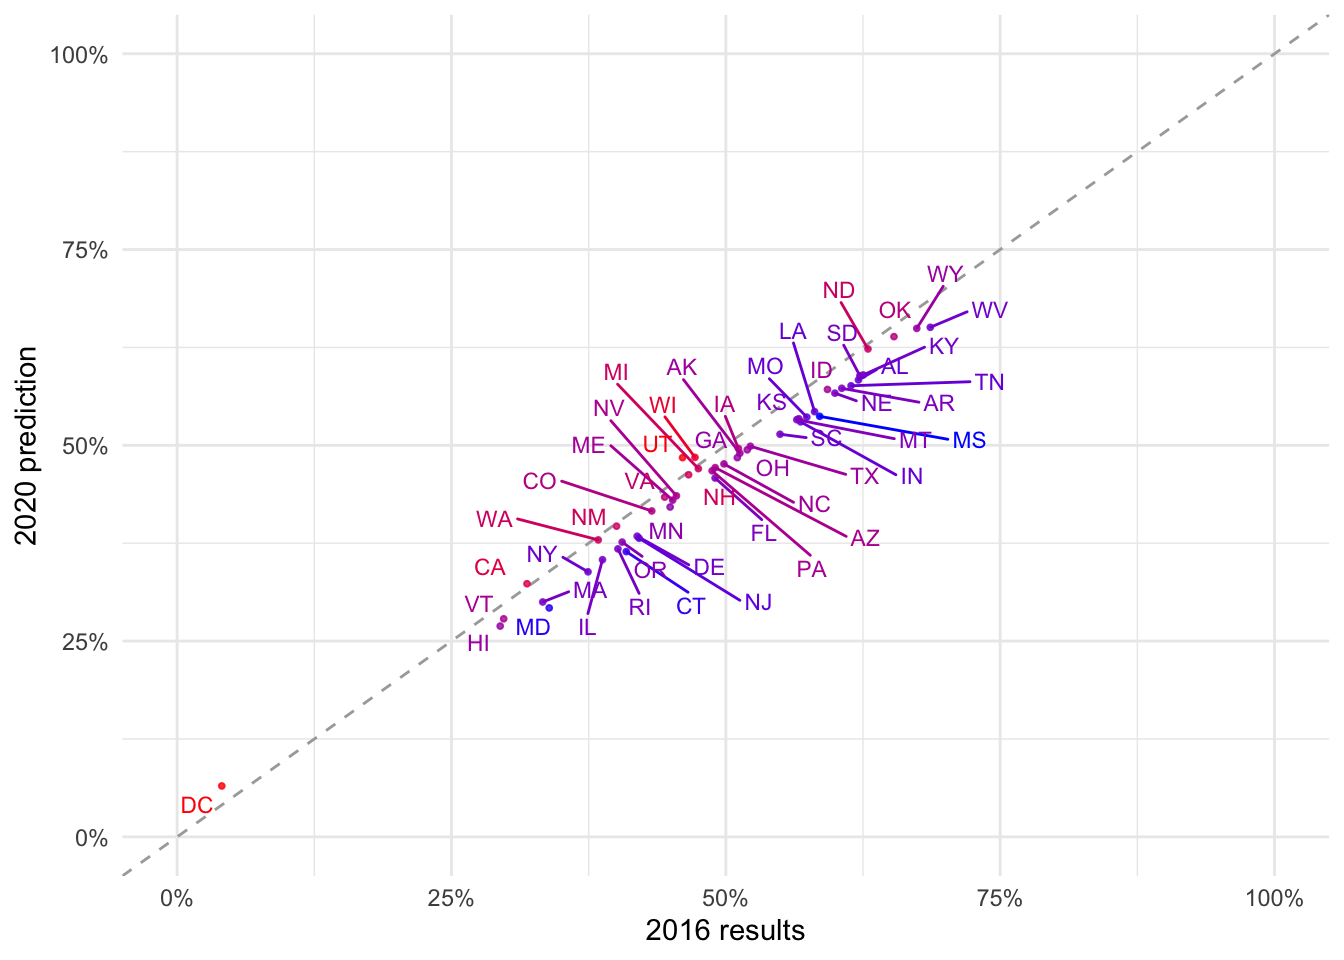 100%
75%
50%
25%
0%
2020 prediction
WY
ND
OK
WV
LA
SD
KY
MO
AL
AK
ID
TN
MI
KS
NE
AR
NV
WI
IA
ME
UT
GA
SC
MT
MS
CO
VA
OH
TX
IN
NH
NC
WA
NM
MN
FL
AZ
NY
CA
OR
DE
PA
VT
MA
RI
CT
NJ
HI
MD
IL
DC
0%
25%
50%
75%
100%
2016 results